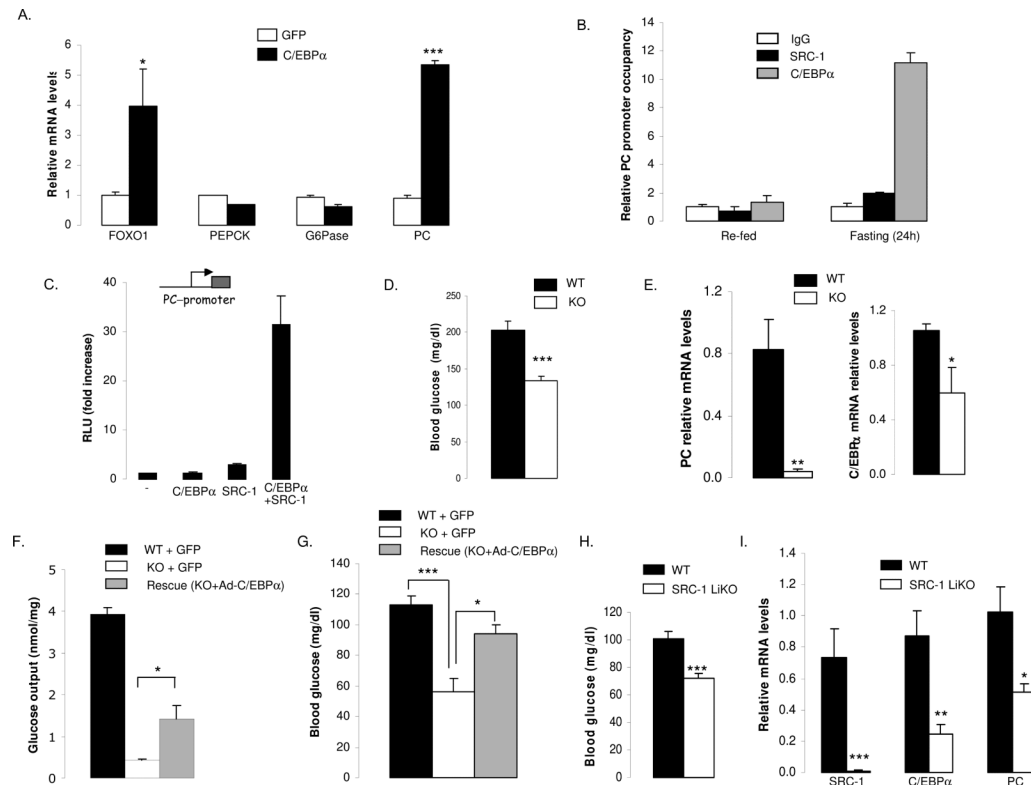 A.
GFP
C/EBPα
Relative mRNA levels
6
5
4
3
2
1
0
*
***
FOXO1
PEPCK
G6Pase
PC
B.
IgG
SRC-1
C/EBPα
Relative PC promoter occupancy
14
12
10
8
6
4
2
0
Re-fed
Fasting (24h)
C.
PC-promoter
RLU (fold increase)
40
30
20
10
0
-
C/EBPα
SRC-1
C/EBPα
+SRC-1
D.
WT
KO
Blood glucose (mg/dl)
250
200
150
100
50
0
***
E.
WT
KO
PC relative mRNA levels
1.2
0.8
0.4
0.0
**
C/EBPα mRNA relative levels
1.2
0.9
0.6
0.3
0.0
*
F.
WT + GFP
KO + GFP
Rescue (KO+Ad-C/EBPα)
Glucose output (nmol/mg)
5
4
3
2
1
0
*
G.
WT + GFP
KO + GFP
Rescue (KO+Ad-C/EBPα)
Blood glucose (mg/dl)
140
120
100
80
60
40
20
0
***
*
H.
WT
SRC-1 LiKO
Blood glucose (mg/dl)
120
100
80
60
40
20
0
***
I.
WT
SRC-1 LiKO
Relative mRNA levels
1.4
1.2
1.0
0.8
0.6
0.4
0.2
0.0
***
**
*
SRC-1
C/EBPα
PC